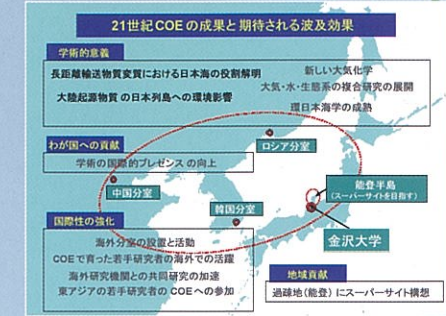 21世紀COEの成果と期待される波及効果
学術的意義
長距離輸送物質変質における日本海の役割解明
大陸起源物質の日本列島への環境影響
新しい大気化学
大気・水・生態系の複合研究の展開
環日本海学の成熟
わが国への貢献
学術の国際的プレゼンスの向上
ロシア分室
中国分室
韓国分室
能登半島
(スーパーサイトを目指す)
金沢大学
国際性の強化
海外分室の設置と活動
COEで育った若手研究者の海外での活躍
海外研究機関との共同研究の加速
東アジアの若手研究者のCOEへの参加
地域貢献
過疎地(能登)にスーパーサイト構想